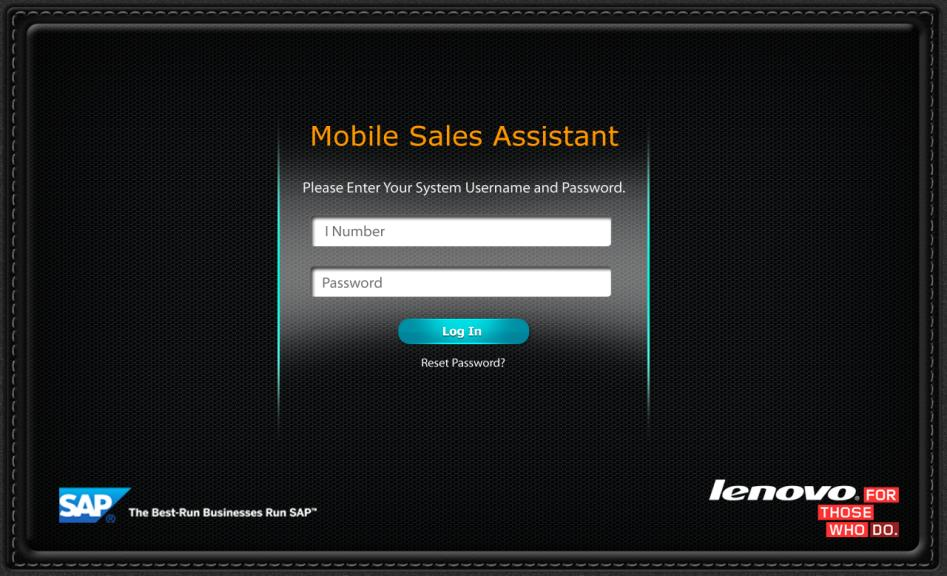 Mobile Sales Assistant
Please Enter Your System Username and Password.
I Number
Password
Log In
Reset Password?
SAP® The Best-Run Businesses Run SAP™
lenovo. FOR
THOSE
WHO DO.